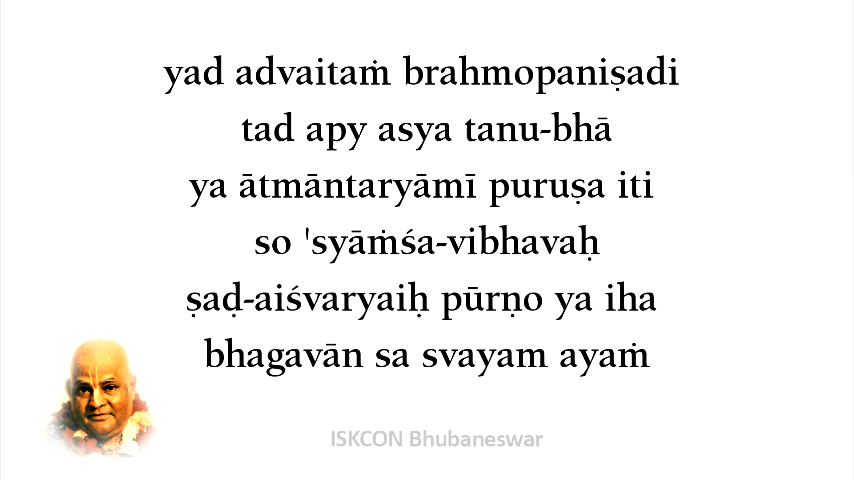 yad advaitaṁ brahmopaniṣadi
tad apy asya tanu-bhā
ya ātmāntaryāmī puruṣa iti
so 'syāṁśa-vibhavaḥ
ṣaḍ-aiśvaryaiḥ pūrṇo ya iha
bhagavān sa svayam ayaṁ
ISKCON Bhubaneswar